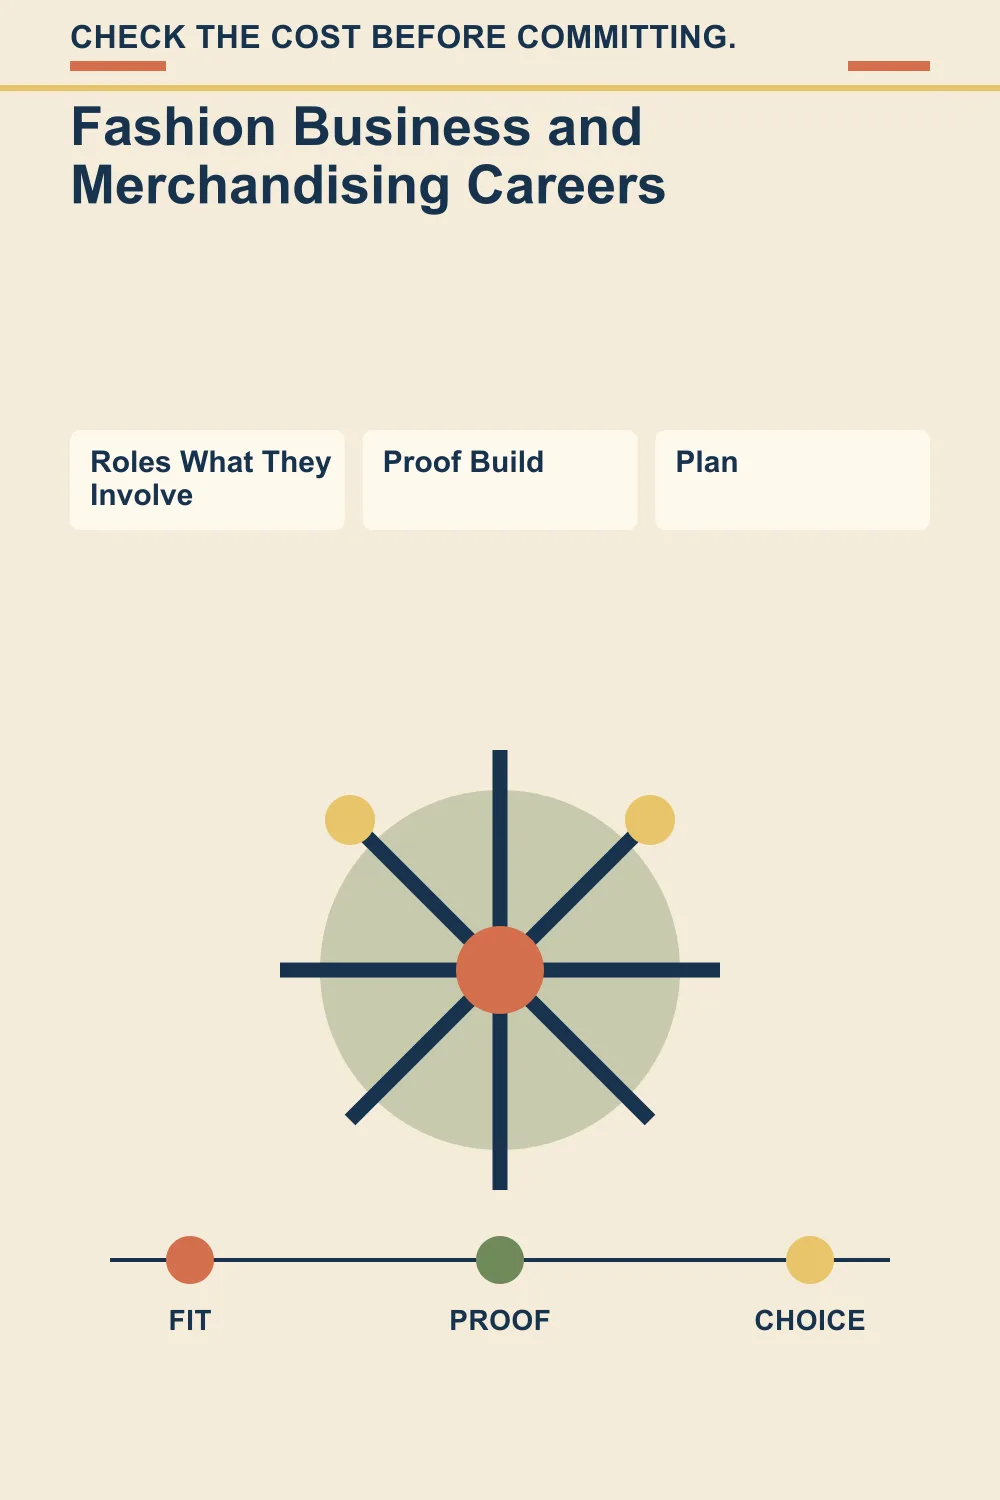 CHECK THE COST BEFORE COMMITTING.
Fashion Business and
Merchandising Careers
Roles What They
Involve
Proof Build
Plan
FIT
PROOF
CHOICE